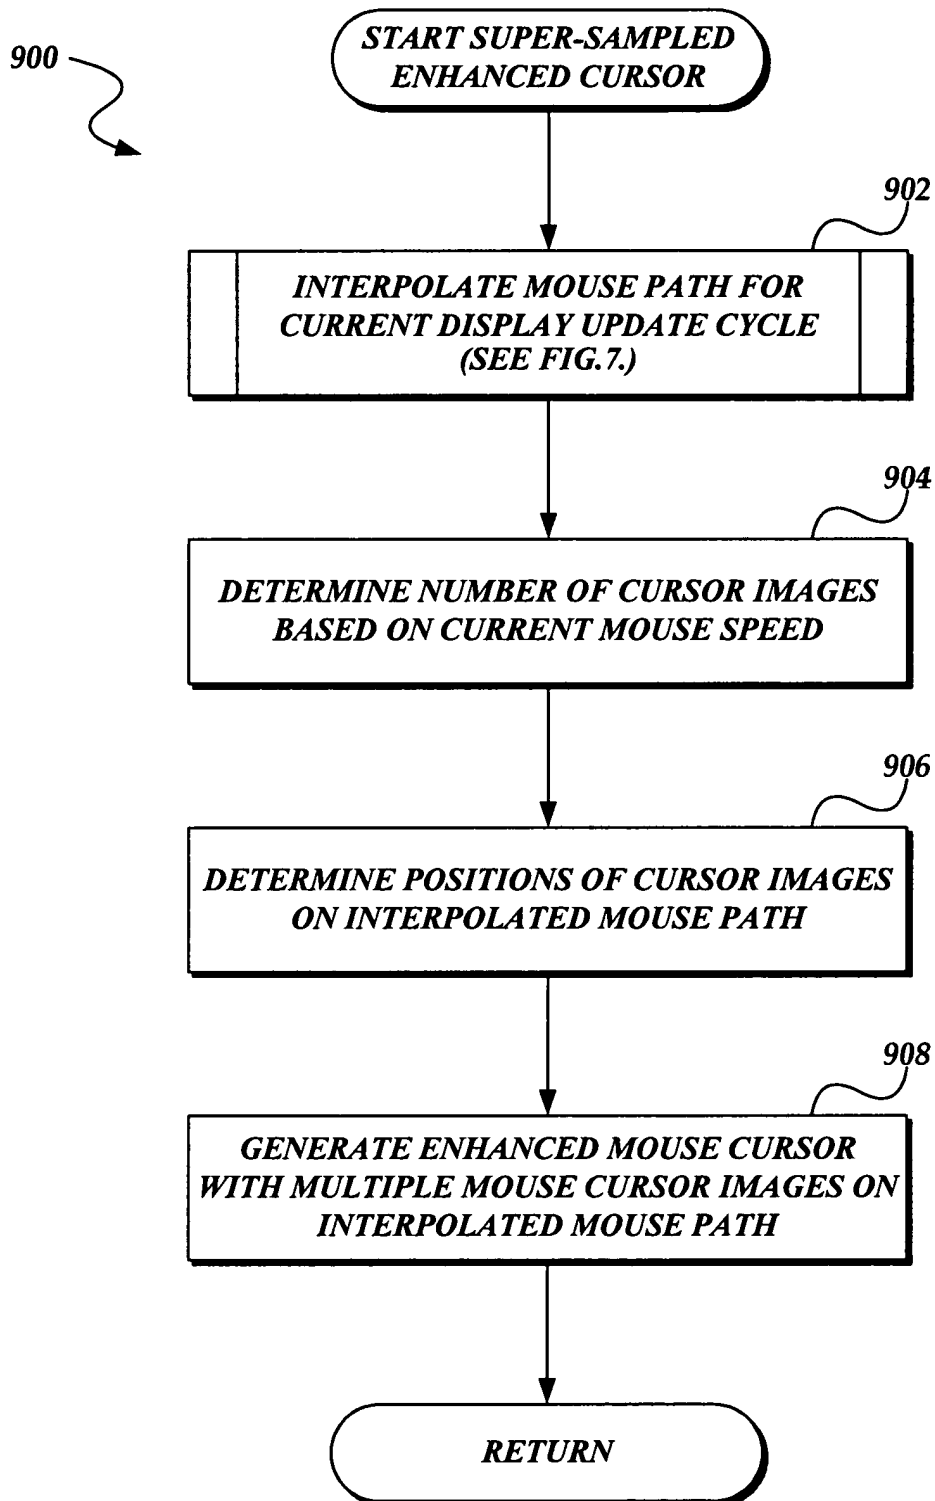 900
START SUPER-SAMPLED
ENHANCED CURSOR
902
INTERPOLATE MOUSE PATH FOR
CURRENT DISPLAY UPDATE CYCLE
(SEE FIG.7.)
904
DETERMINE NUMBER OF CURSOR IMAGES
BASED ON CURRENT MOUSE SPEED
906
DETERMINE POSITIONS OF CURSOR IMAGES
ON INTERPOLATED MOUSE PATH
908
GENERATE ENHANCED MOUSE CURSOR
WITH MULTIPLE MOUSE CURSOR IMAGES ON
INTERPOLATED MOUSE PATH
RETURN